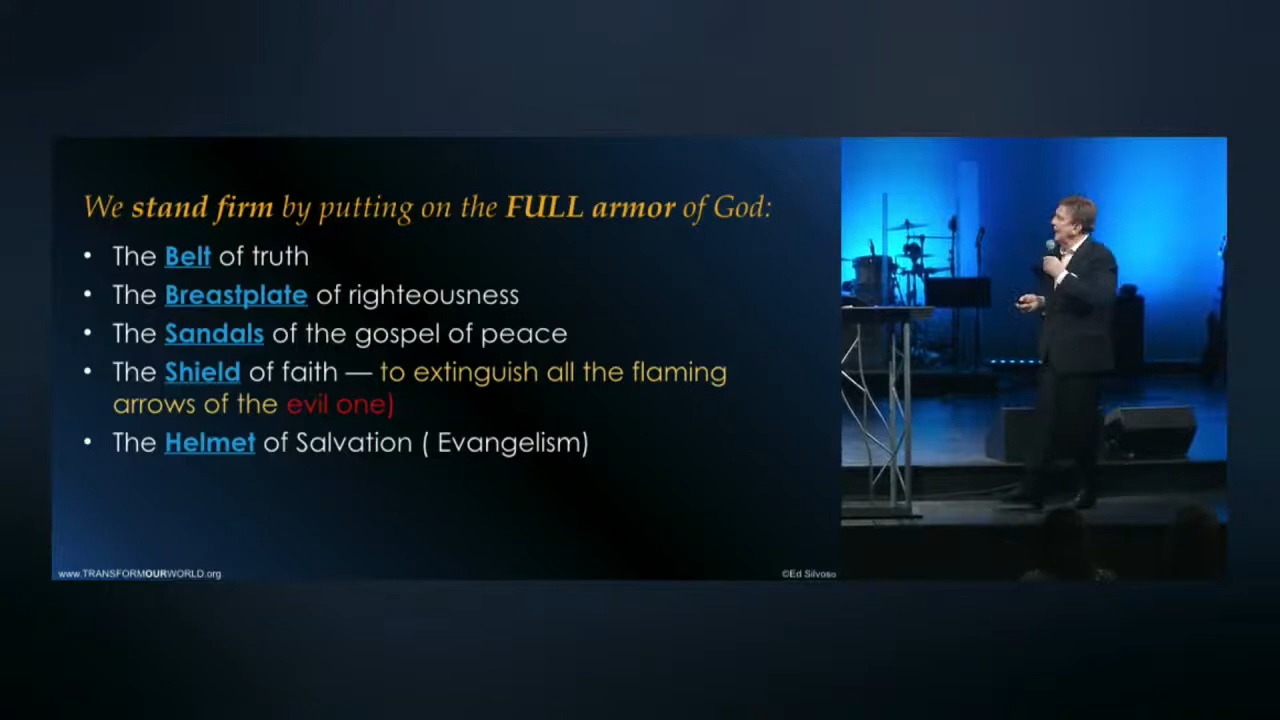 We stand firm by putting on the FULL armor of God:
• The Belt of truth
• The Breastplate of righteousness
• The Sandals of the gospel of peace
• The Shield of faith — to extinguish all the flaming
arrows of the evil one)
• The Helmet of Salvation ( Evangelism)
www.TRANSFORMOURWORLD.org
©Ed Silvoso